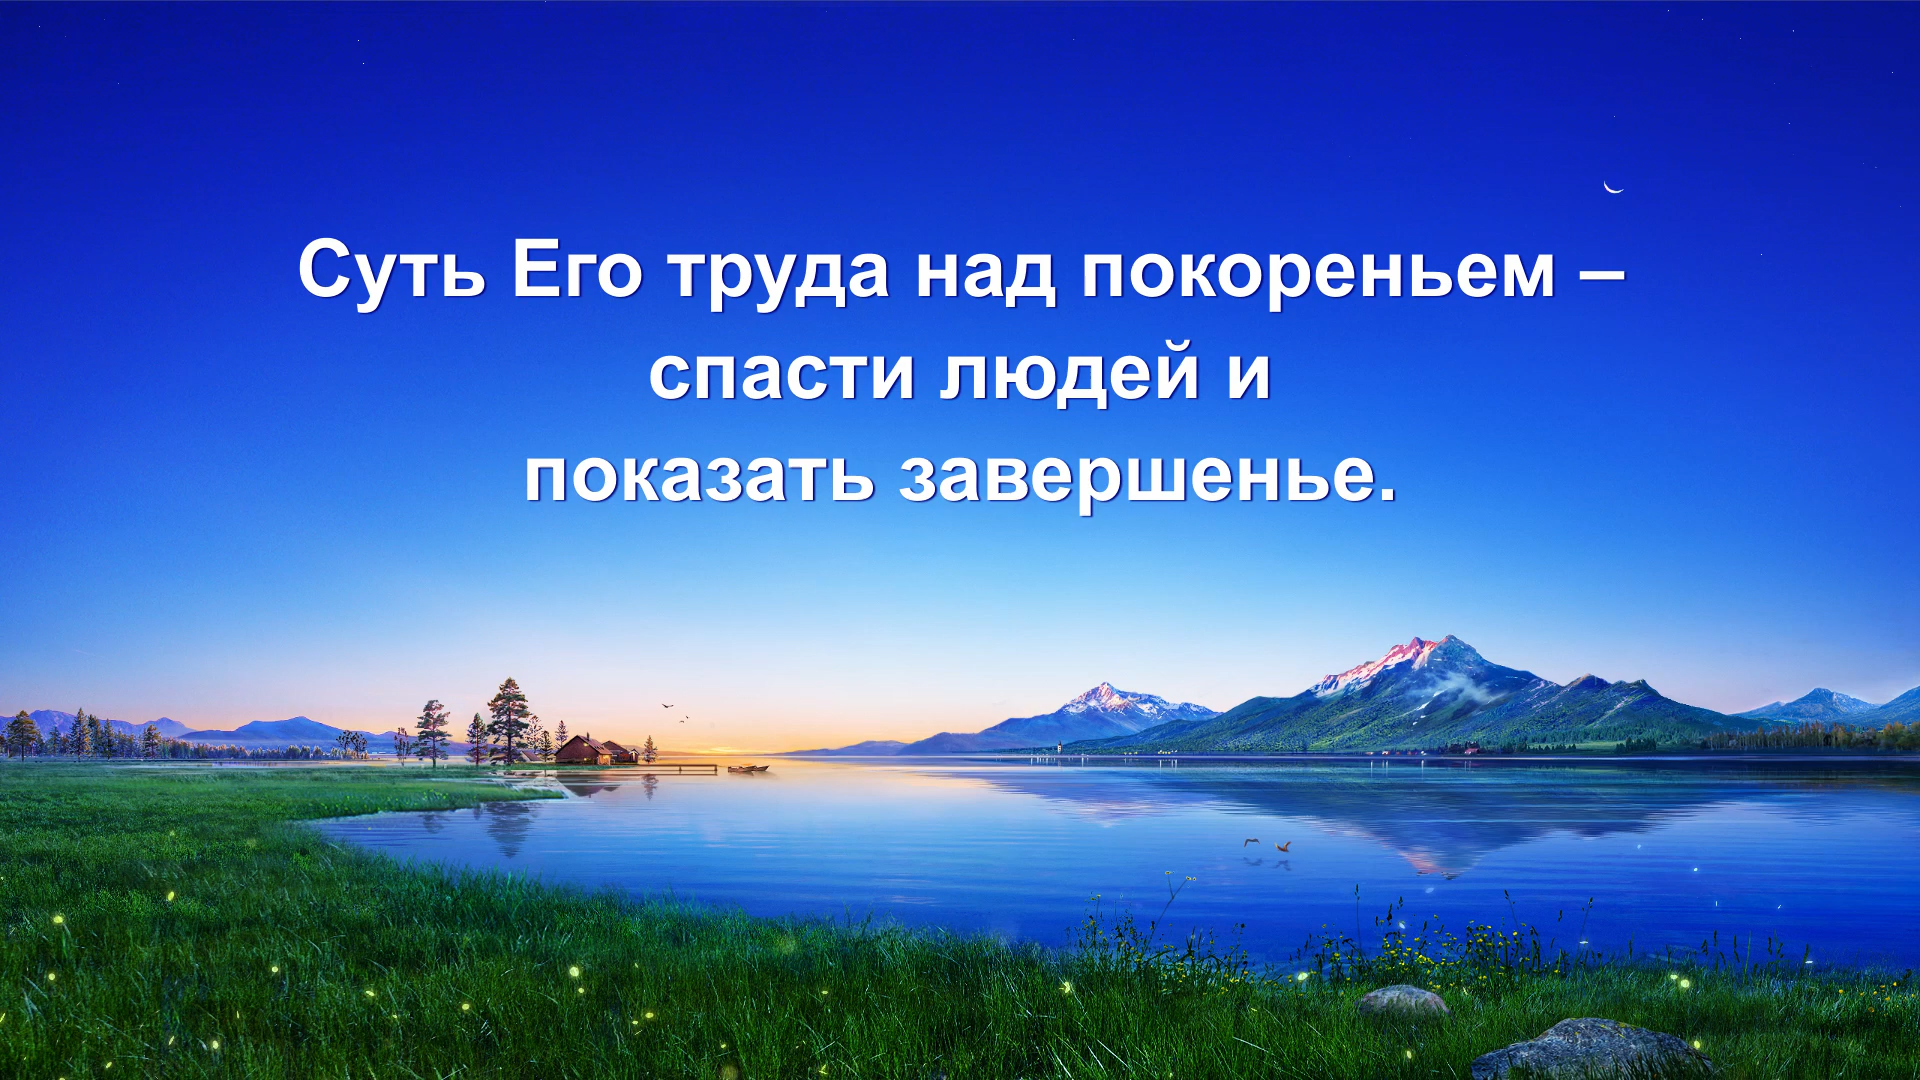 Суть Его труда над покореньем –
спасти людей и
показать завершенье.